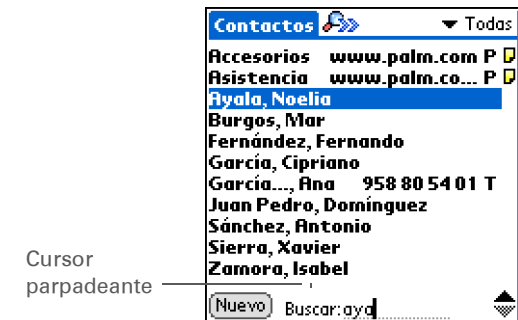 Contactos Todas
Accesorios www.palm.com P
Asistencia www.palm.co... P
Ayala, Noelia
Burgos, Mar
Fernández, Fernando
García, Cipriano
García..., Ana 958 80 54 01 T
Juan Pedro, Domínguez
Sánchez, Antonio
Sierra, Xavier
Zamora, Isabel
Cursor
parpadeante
Nuevo Buscar: aya